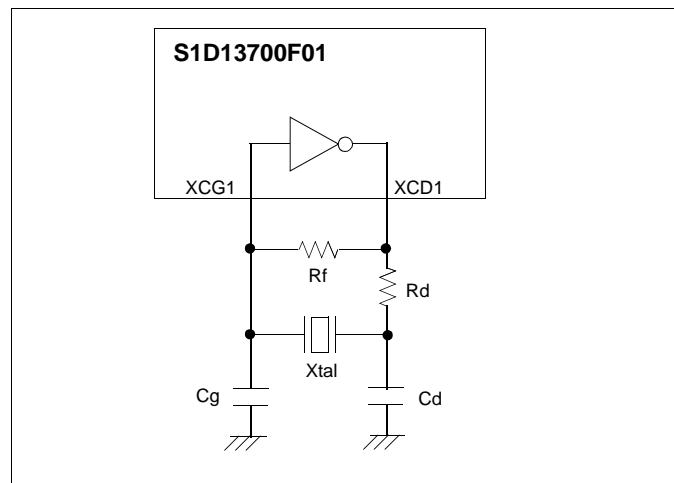 S1D13700F01
XCG1 XCD1
Rf
Rd
Xtal
Cg Cd